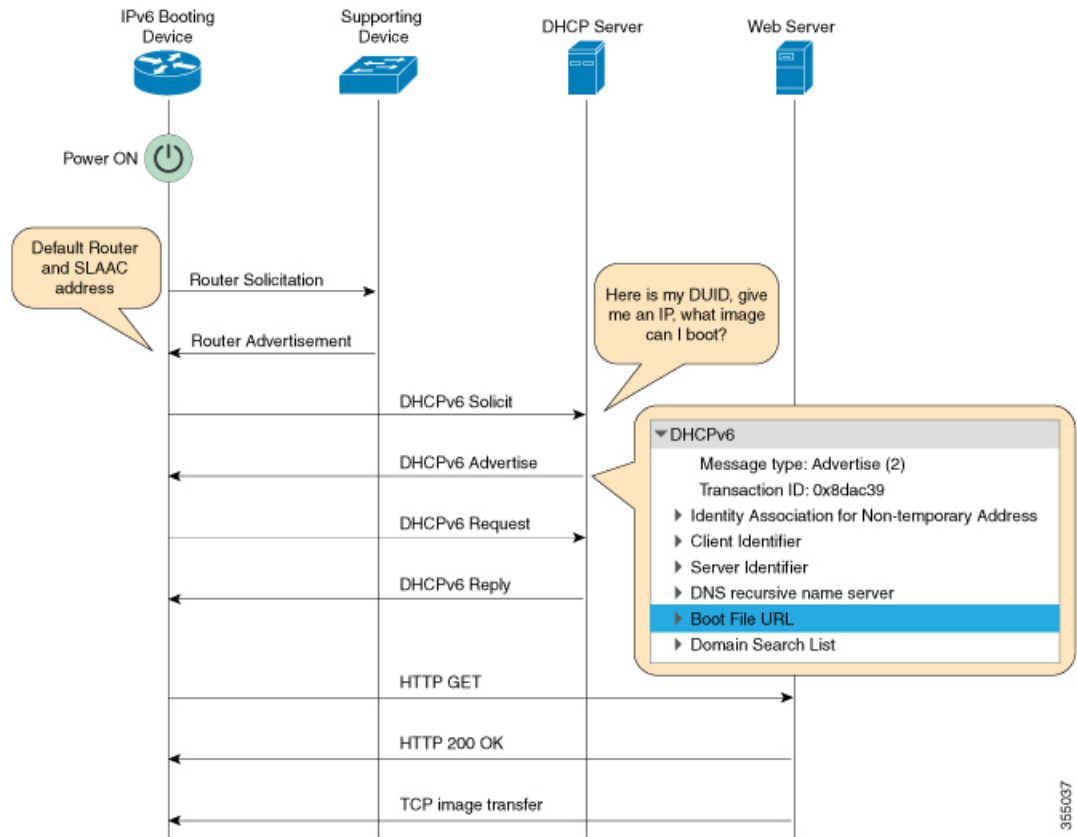 IPv6 Booting
Device
Supporting
Device
DHCP Server
Web Server
Power ON
Default Router
and SLAAC
address
Router Solicitation
Here is my DUID, give
me an IP, what image
can I boot?
Router Advertisement
DHCPv6 Solicit
DHCPv6 Advertise
DHCPv6
Message type: Advertise (2)
Transaction ID: 0x8dac39
Identity Association for Non-temporary Address
Client Identifier
Server Identifier
DNS recursive name server
Boot File URL
Domain Search List
DHCPv6 Request
DHCPv6 Reply
HTTP GET
HTTP 200 OK
TCP image transfer
355037